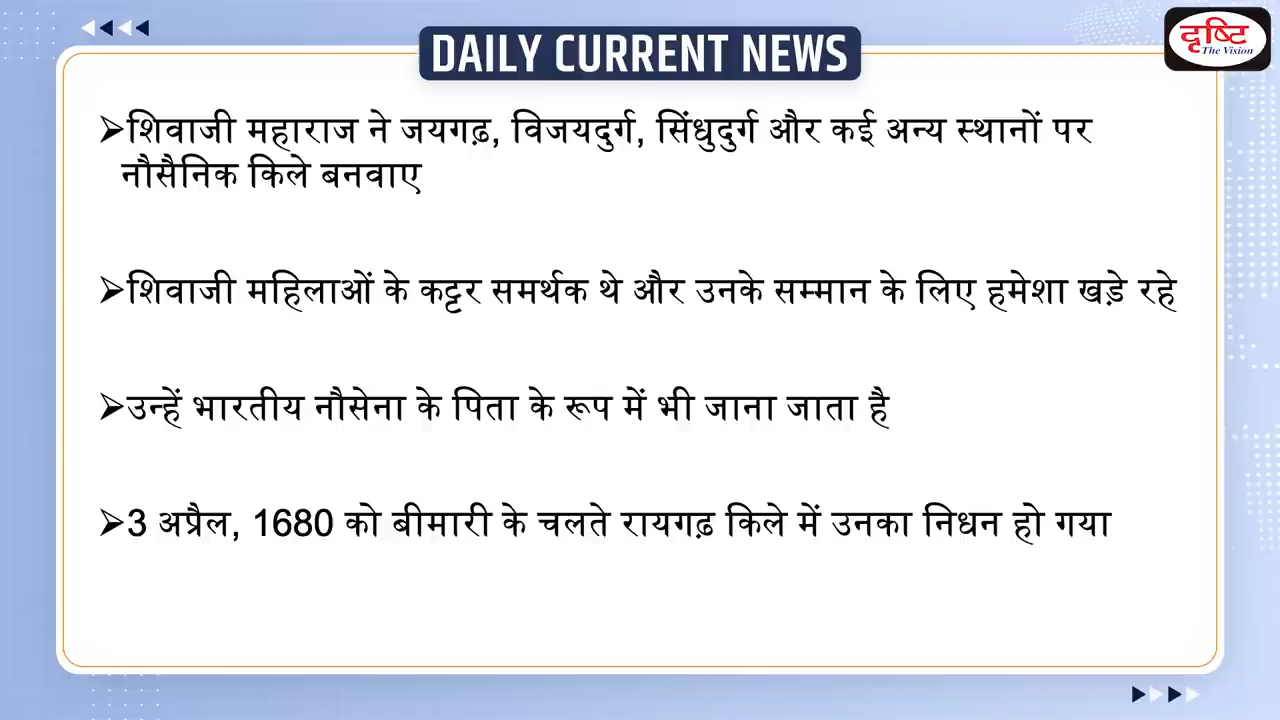 DAILY CURRENT NEWS
दृष्टि
The Vision
➢शिवाजी महाराज ने जयगढ़, विजयदुर्ग, सिंधुदुर्ग और कई अन्य स्थानों पर
नौसैनिक किले बनवाए
➢शिवाजी महिलाओं के कट्टर समर्थक थे और उनके सम्मान के लिए हमेशा खड़े रहे
➢उन्हें भारतीय नौसेना के पिता के रूप में भी जाना जाता है
➢3 अप्रैल, 1680 को बीमारी के चलते रायगढ़ किले में उनका निधन हो गया